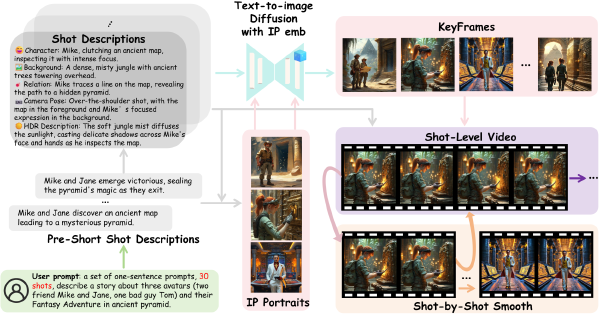 Shot Descriptions
Character: Mike, clutching an ancient map,
inspecting it with intense focus.
Background: A dense, misty jungle with ancient
trees towering overhead.
Relation: Mike traces a line on the map, revealing
the path to a hidden pyramid.
Camera Pose: Over-the-shoulder shot, with the
map in the foreground and Mike's focused
expression in the background.
HDR Description: The soft jungle mist diffuses
the sunlight, casting delicate shadows across Mike's
face and hands as he inspects the map.
Mike and Jane emerge victorious, sealing
the pyramid's magic as they exit.
...
Mike and Jane discover an ancient map
leading to a mysterious pyramid.
Pre-Short Shot Descriptions
User prompt: a set of one-sentence prompts, 30
shots, describe a story about three avatars (two
friend Mike and Jane, one bad guy Tom) and their
Fantasy Adventure in ancient pyramid.
Text-to-image
Diffusion
with IP emb
IP Portraits
KeyFrames
...
Shot-Level Video
...
...
Shot-by-Shot Smooth